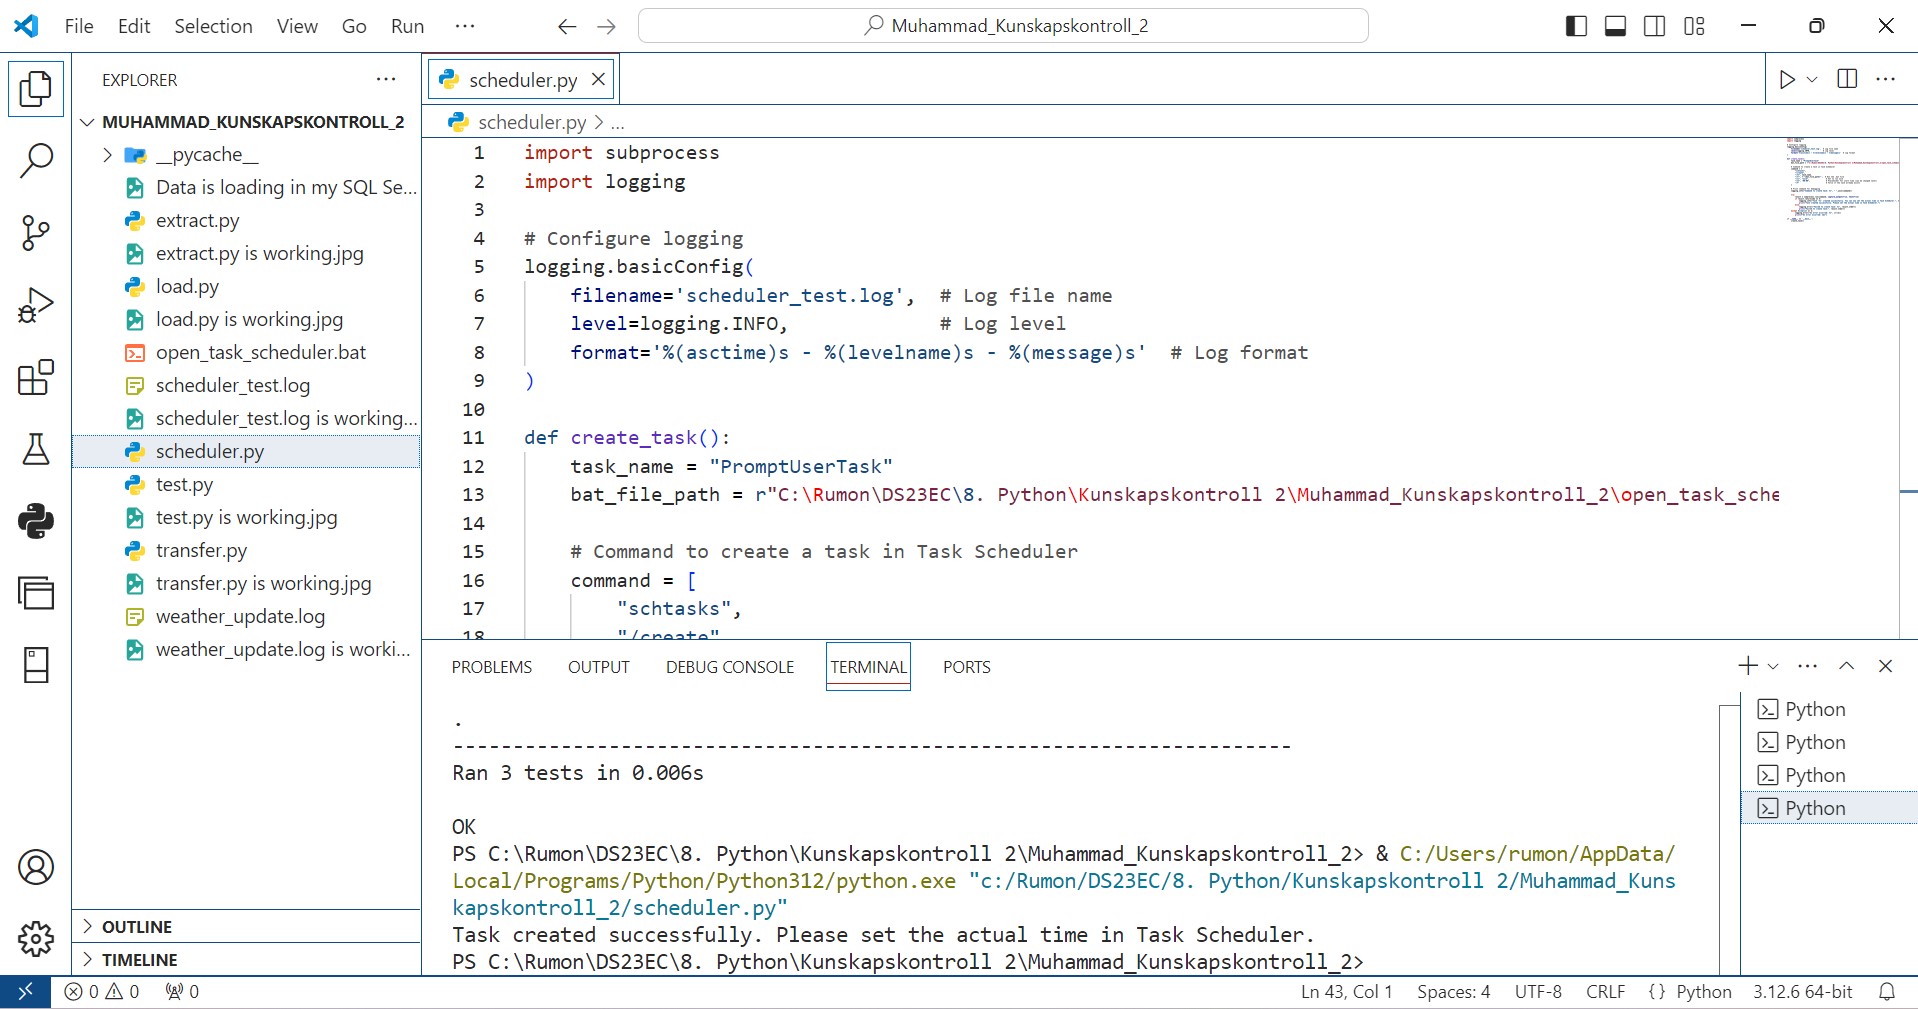 File Edit Selection View Go Run ···
Muhammad_Kunskapskontroll_2
EXPLORER ···
MUHAMMAD_KUNSKAPSKONTROLL_2
__pycache__
Data is loading in my SQL Se...
extract.py
extract.py is working.jpg
load.py
load.py is working.jpg
open_task_scheduler.bat
scheduler_test.log
scheduler_test.log is working...
scheduler.py
test.py
test.py is working.jpg
transfer.py
transfer.py is working.jpg
weather_update.log
weather_update.log is worki...
OUTLINE
TIMELINE
scheduler.py
scheduler.py > ...
1 import subprocess
2 import logging
3
4 # Configure logging
5 logging.basicConfig(
6     filename='scheduler_test.log',  # Log file name
7     level=logging.INFO,             # Log level
8     format='%(asctime)s - %(levelname)s - %(message)s'  # Log format
9 )
10
11 def create_task():
12     task_name = "PromptUserTask"
13     bat_file_path = r"C:\Rumon\DS23EC\8. Python\Kunskapskontroll 2\Muhammad_Kunskapskontroll_2\open_task_sche
14
15     # Command to create a task in Task Scheduler
16     command = [
17         "schtasks",
18         "/create"
PROBLEMS OUTPUT DEBUG CONSOLE TERMINAL PORTS
.
----------------------------------------------------------------------
Ran 3 tests in 0.006s

OK
PS C:\Rumon\DS23EC\8. Python\Kunskapskontroll 2\Muhammad_Kunskapskontroll_2> & C:/Users/rumon/AppData/
Local/Programs/Python/Python312/python.exe "c:/Rumon/DS23EC/8. Python/Kunskapskontroll 2/Muhammad_Kuns
kapskontroll_2/scheduler.py"
Task created successfully. Please set the actual time in Task Scheduler.
PS C:\Rumon\DS23EC\8. Python\Kunskapskontroll 2\Muhammad_Kunskapskontroll_2>
Python
Python
Python
Python
0 0 0 Ln 43, Col 1 Spaces: 4 UTF-8 CRLF {} Python 3.12.6 64-bit